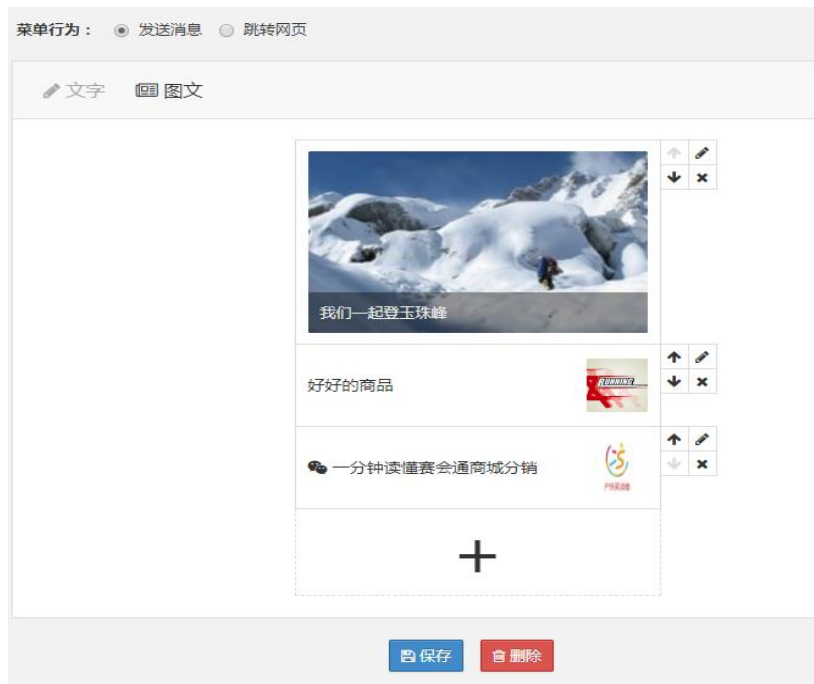 菜单行为： 发送消息 跳转网页
文字 图文
我们一起登玉珠峰
好好的商品
RUNNING
一分钟读懂赛会通商城分销
保存 删除